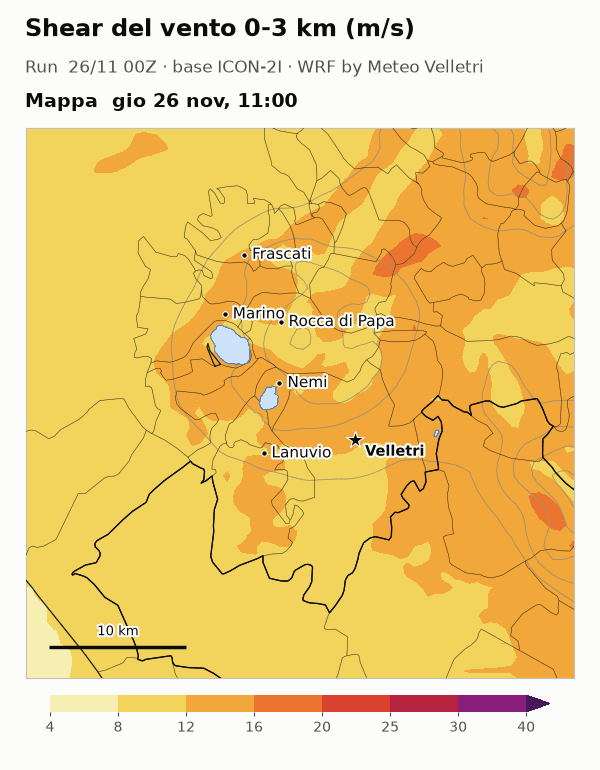 Shear del vento 0-3 km (m/s)
Run  26/11 00Z · base ICON-2I · WRF by Meteo Velletri
Mappa  gio 26 nov, 11:00
Frascati
Marino
Rocca di Papa
Nemi
Velletri
Lanuvio
10 km
4 8 12 16 20 25 30 40